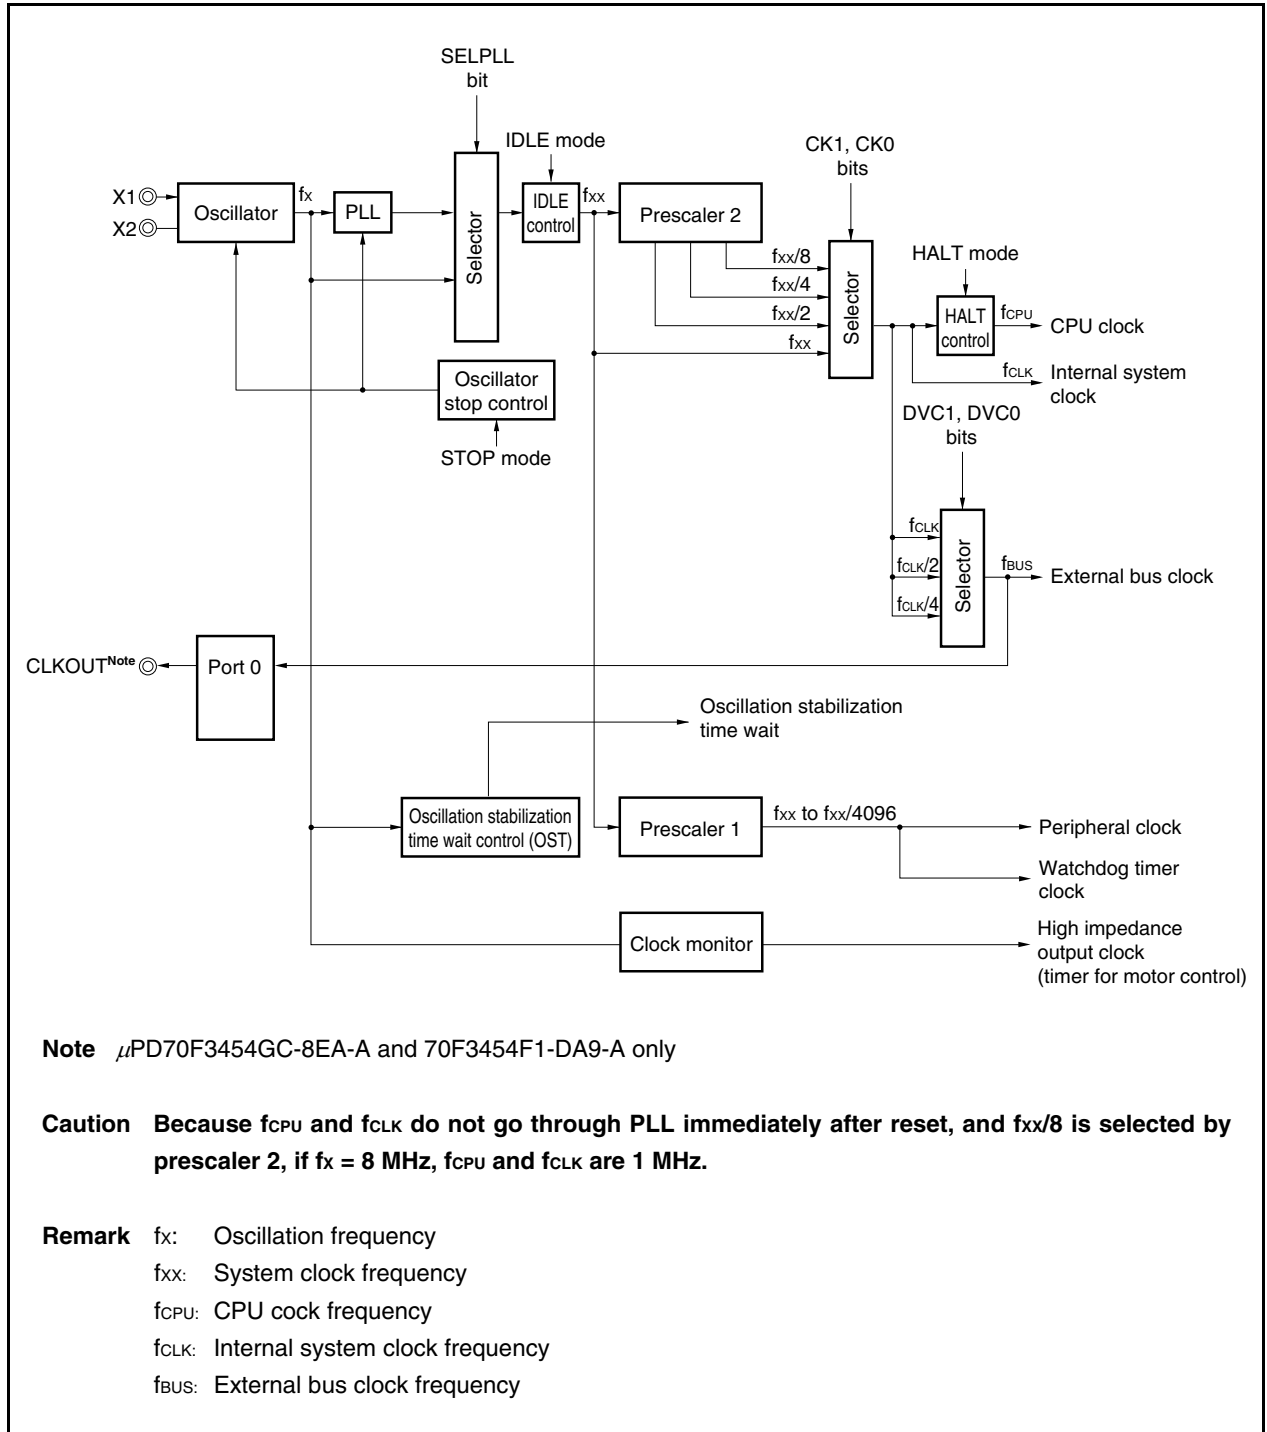 SELPLL
bit
IDLE mode
CK1, CK0
bits
X1
X2
Oscillator
fX
PLL
Selector
IDLE
control
fXX
Prescaler 2
fXX/8
fXX/4
fXX/2
fXX
Selector
HALT mode
HALT
control
fCPU
CPU clock
fCLK
Internal system
clock
Oscillator
stop control
STOP mode
DVC1, DVC0
bits
fCLK
fCLK/2
fCLK/4
Selector
fBUS
External bus clock
CLKOUTNote
Port 0
Oscillation stabilization
time wait
Oscillation stabilization
time wait control (OST)
Prescaler 1
fXX to fXX/4096
Peripheral clock
Watchdog timer
clock
Clock monitor
High impedance
output clock
(timer for motor control)
Note μPD70F3454GC-8EA-A and 70F3454F1-DA9-A only
Caution Because fCPU and fCLK do not go through PLL immediately after reset, and fXX/8 is selected by
prescaler 2, if fX = 8 MHz, fCPU and fCLK are 1 MHz.
Remark fX: Oscillation frequency
fXX: System clock frequency
fCPU: CPU cock frequency
fCLK: Internal system clock frequency
fBUS: External bus clock frequency